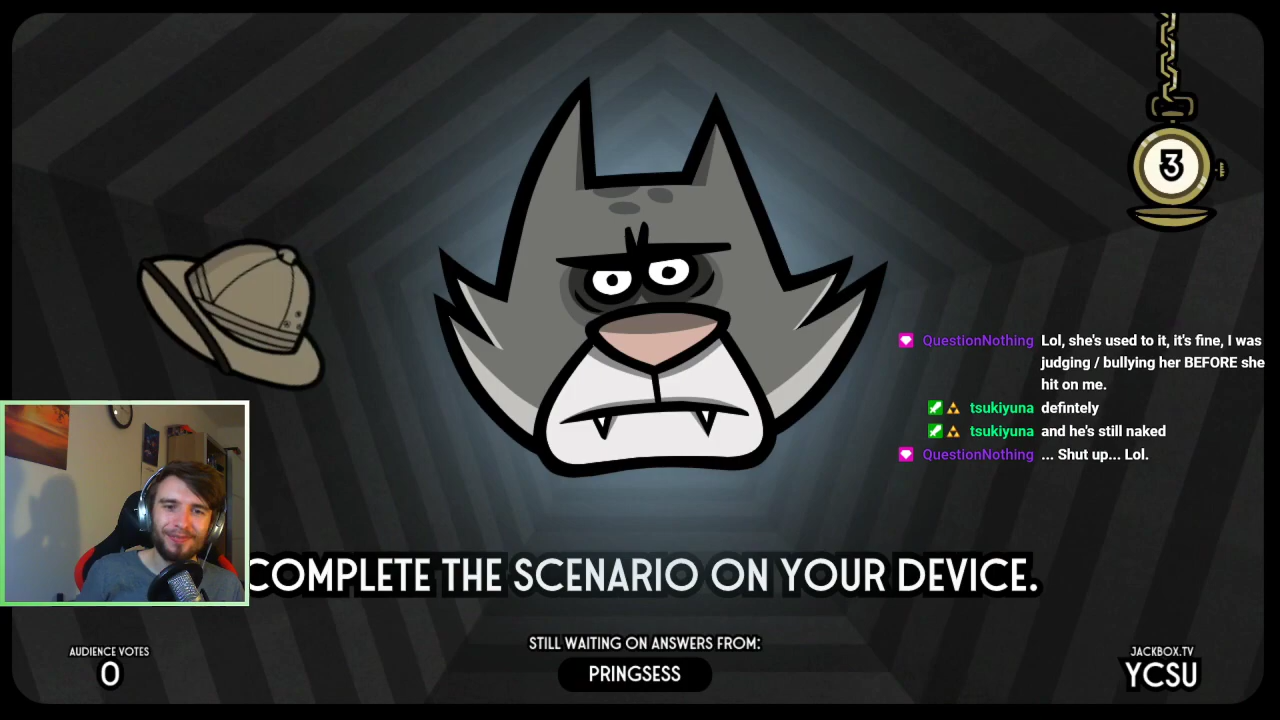 3
QuestionNothing Lol, she's used to it, it's fine, I was
judging / bullying her BEFORE she
hit on me.
tsukiyuna defintely
tsukiyuna and he's still naked
QuestionNothing ... Shut up... Lol.
COMPLETE THE SCENARIO ON YOUR DEVICE.
STILL WAITING ON ANSWERS FROM:
PRINGSESS
AUDIENCE VOTES
0
JACKBOX.TV
YCSU